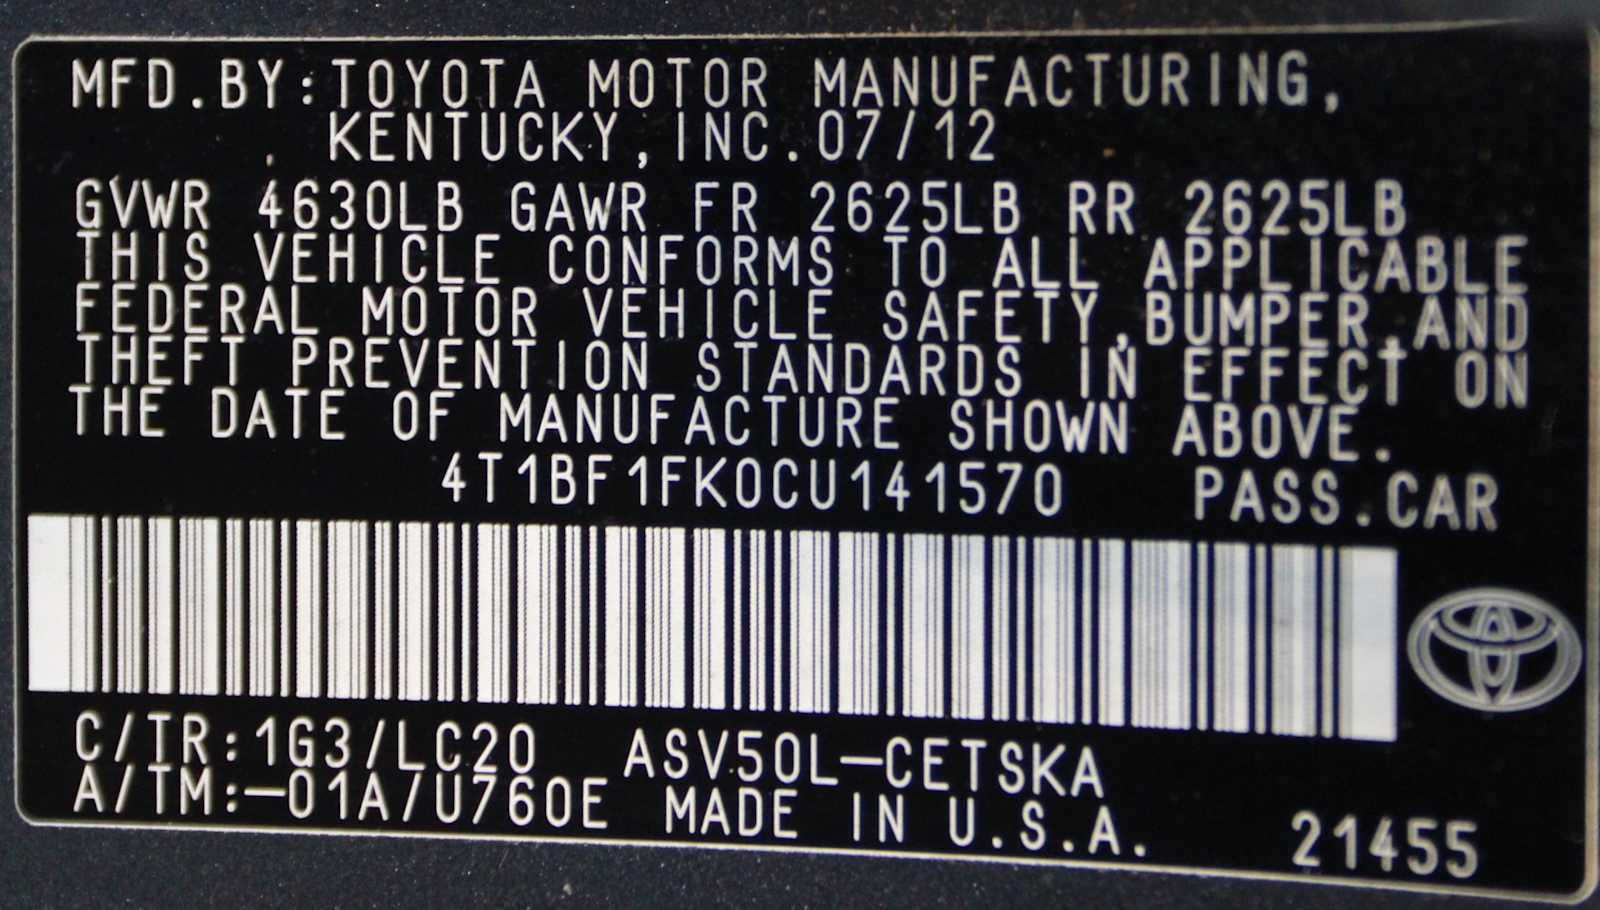 MFD.BY:TOYOTA MOTOR MANUFACTURING,
KENTUCKY,INC.07/12
GVWR 4630LB GAWR FR 2625LB RR 2625LB
THIS VEHICLE CONFORMS TO ALL APPLICABLE
FEDERAL MOTOR VEHICLE SAFETY,BUMPER,AND
THEFT PREVENTION STANDARDS IN EFFECT ON
THE DATE OF MANUFACTURE SHOWN ABOVE.
4T1BF1FK0CU141570 PASS.CAR
C/TR:1G3/LC20 ASV50L-CETSKA
A/TM:-01A/U760E MADE IN U.S.A. 21455